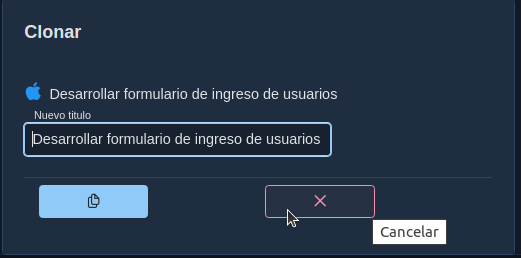 Clonar
Desarrollar formulario de ingreso de usuarios
Nuevo titulo
Desarrollar formulario de ingreso de usuarios
Cancelar